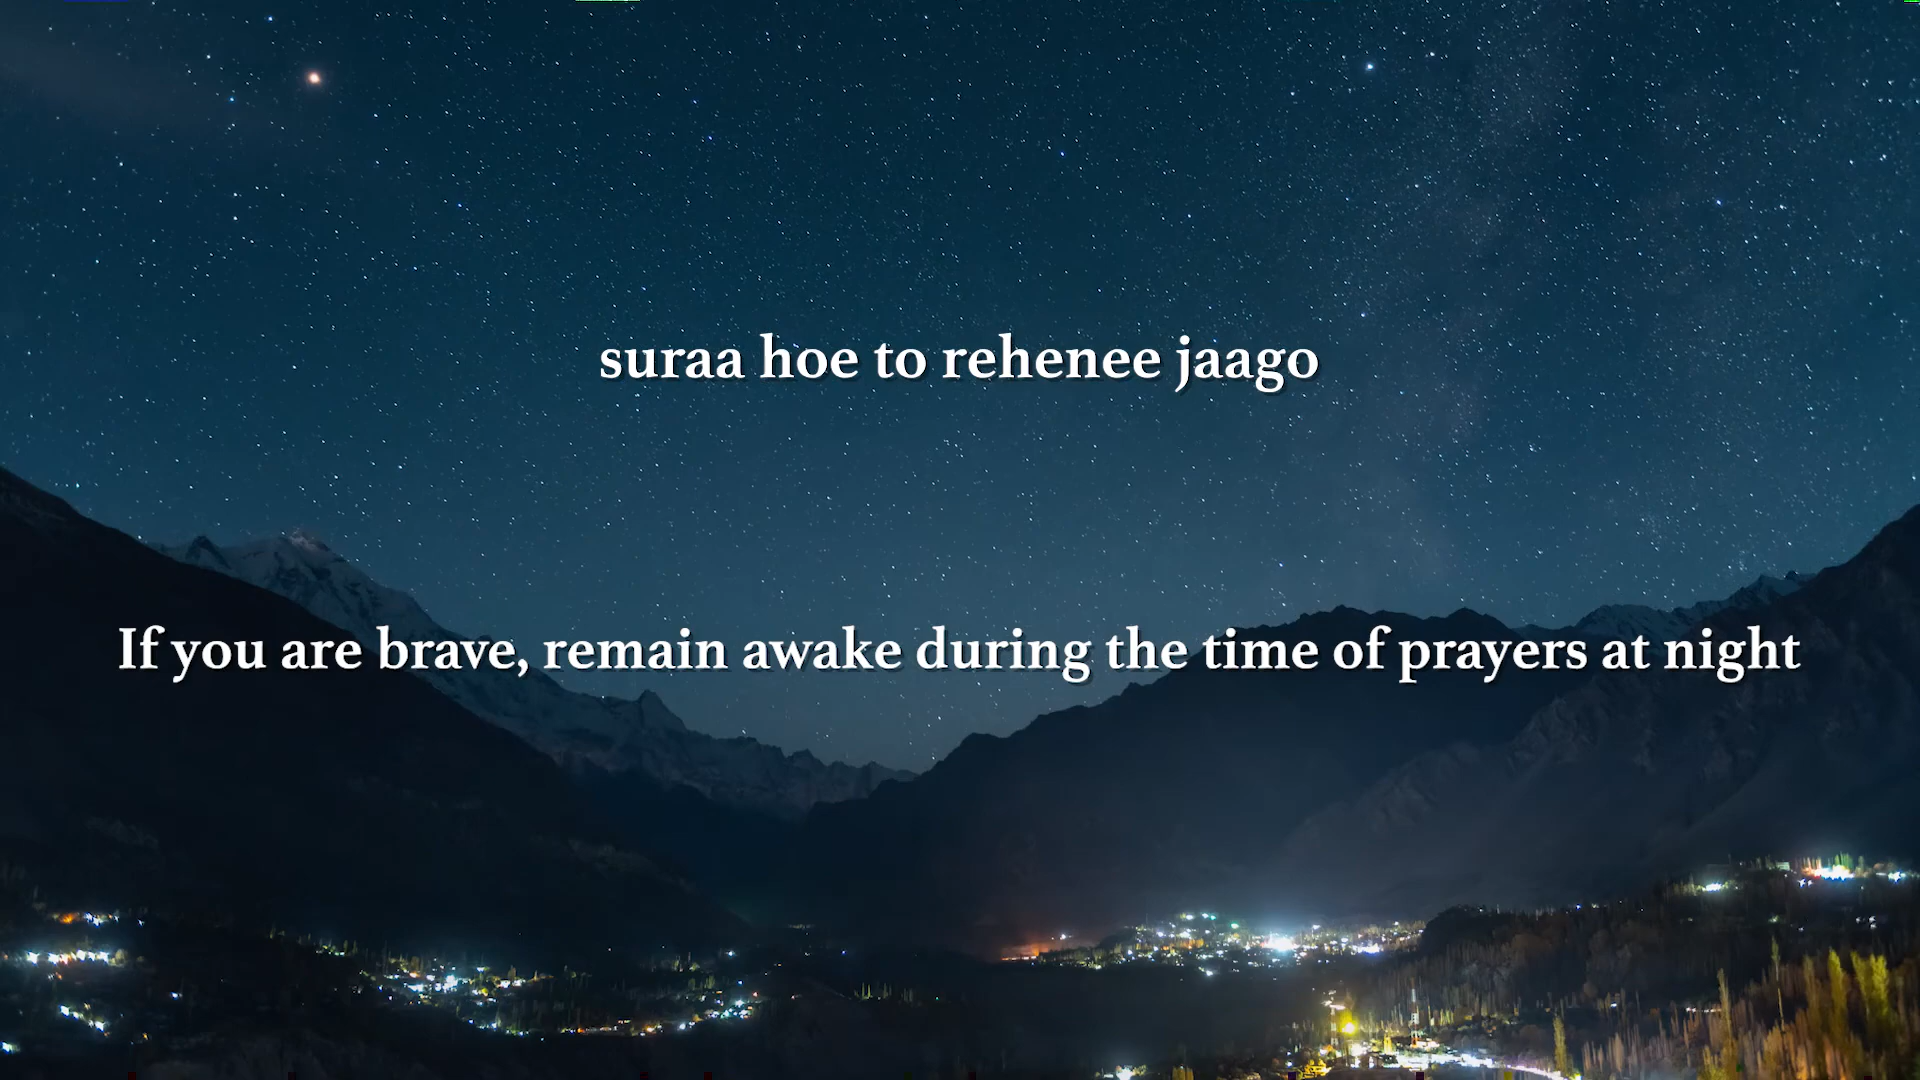 suraa hoe to rehenee jaago
If you are brave, remain awake during the time of prayers at night